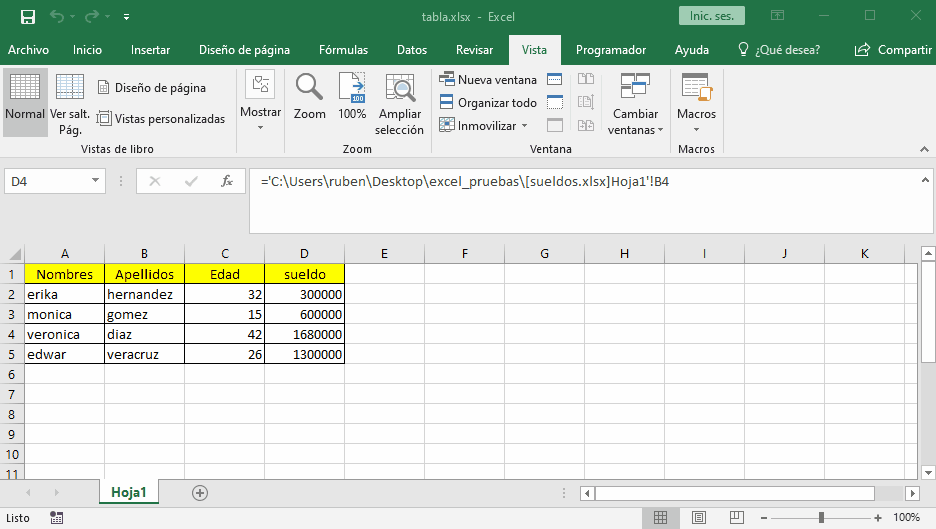 tabla.xlsx - Excel
Inic. ses.
Archivo Inicio Insertar Diseño de página Fórmulas Datos Revisar Vista Programador Ayuda ¿Qué desea? Compartir
Normal
Ver salt. Pág.
Diseño de página
Vistas personalizadas
Vistas de libro
Mostrar
Zoom
100
100%
Ampliar selección
Zoom
Nueva ventana
Organizar todo
Inmovilizar
Cambiar ventanas
Ventana
Macros
Macros
D4
fx
='C:\Users\ruben\Desktop\excel_pruebas\[sueldos.xlsx]Hoja1'!B4
A B C D E F G H I J K
1 Nombres Apellidos Edad sueldo
2 erika hernandez 32 300000
3 monica gomez 15 600000
4 veronica diaz 42 1680000
5 edwar veracruz 26 1300000
6
7
8
9
10
11
Hoja1
Listo
100%